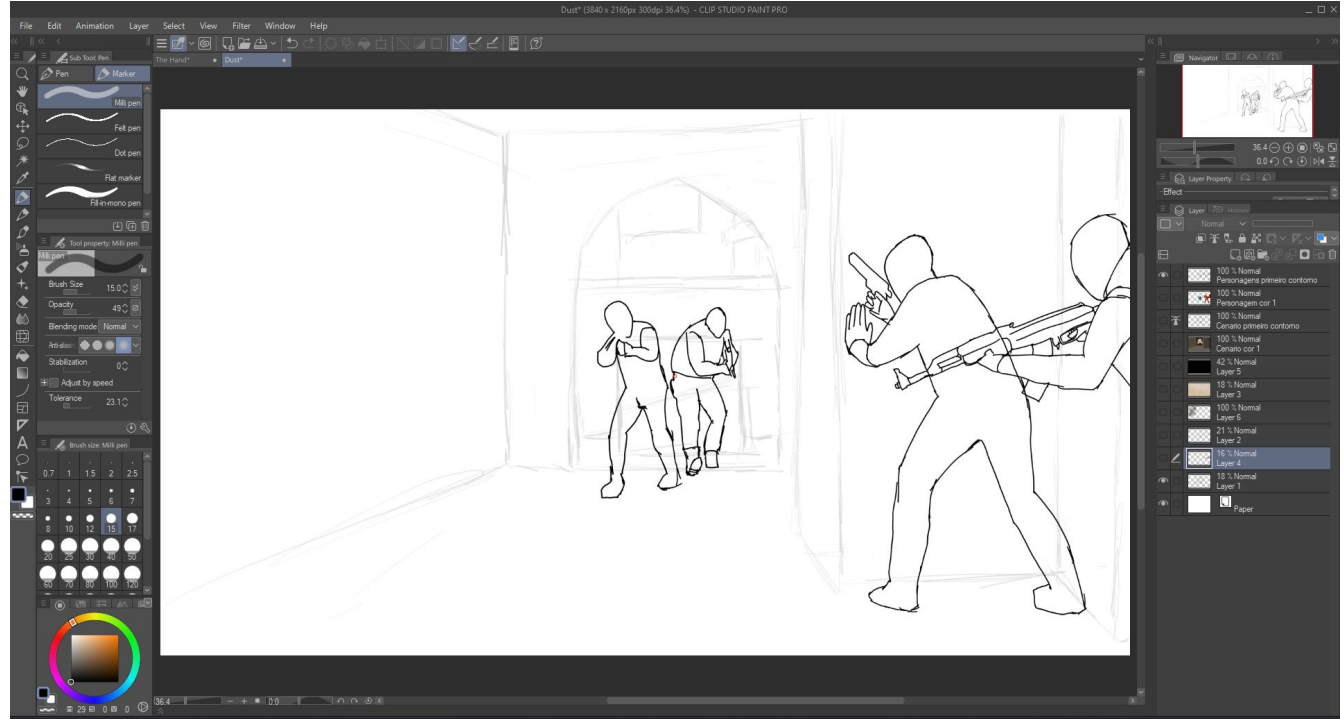 Dust* (3840 x 2160px 300dpi 36.4%)  - CLIP STUDIO PAINT PRO
File Edit Animation Layer Select View Filter Window Help
Sub Tool: Pen
Pen Marker
The Hand* Dust*
Milli pen
Felt pen
Dot pen
Flat marker
Fill-in-mono pen
Tool property: Milli pen
Milli pen
Brush Size 15.0
Opacity 49
Blending mode Normal
Stabilization 0
Adjust by speed
Tolerance 23.1
Brush size: Milli pen
0.7 1 1.5 2 2.5
3 4 5 6 7
8 10 12 15 17
20 25 30 40 50
60 70 80 100 120
29 0 0
36.4 0.0
Navigator
36.4
0.0
Layer Property
Effect
Layer History
Normal
100 % Normal
Personagens primeiro contorno
100 % Normal
Personagem cor 1
100 % Normal
Cenario primeiro contorno
100 % Normal
Cenario cor 1
42 % Normal
Layer 5
18 % Normal
Layer 3
100 % Normal
Layer 6
21 % Normal
Layer 2
16 % Normal
Layer 4
18 % Normal
Layer 1
Paper